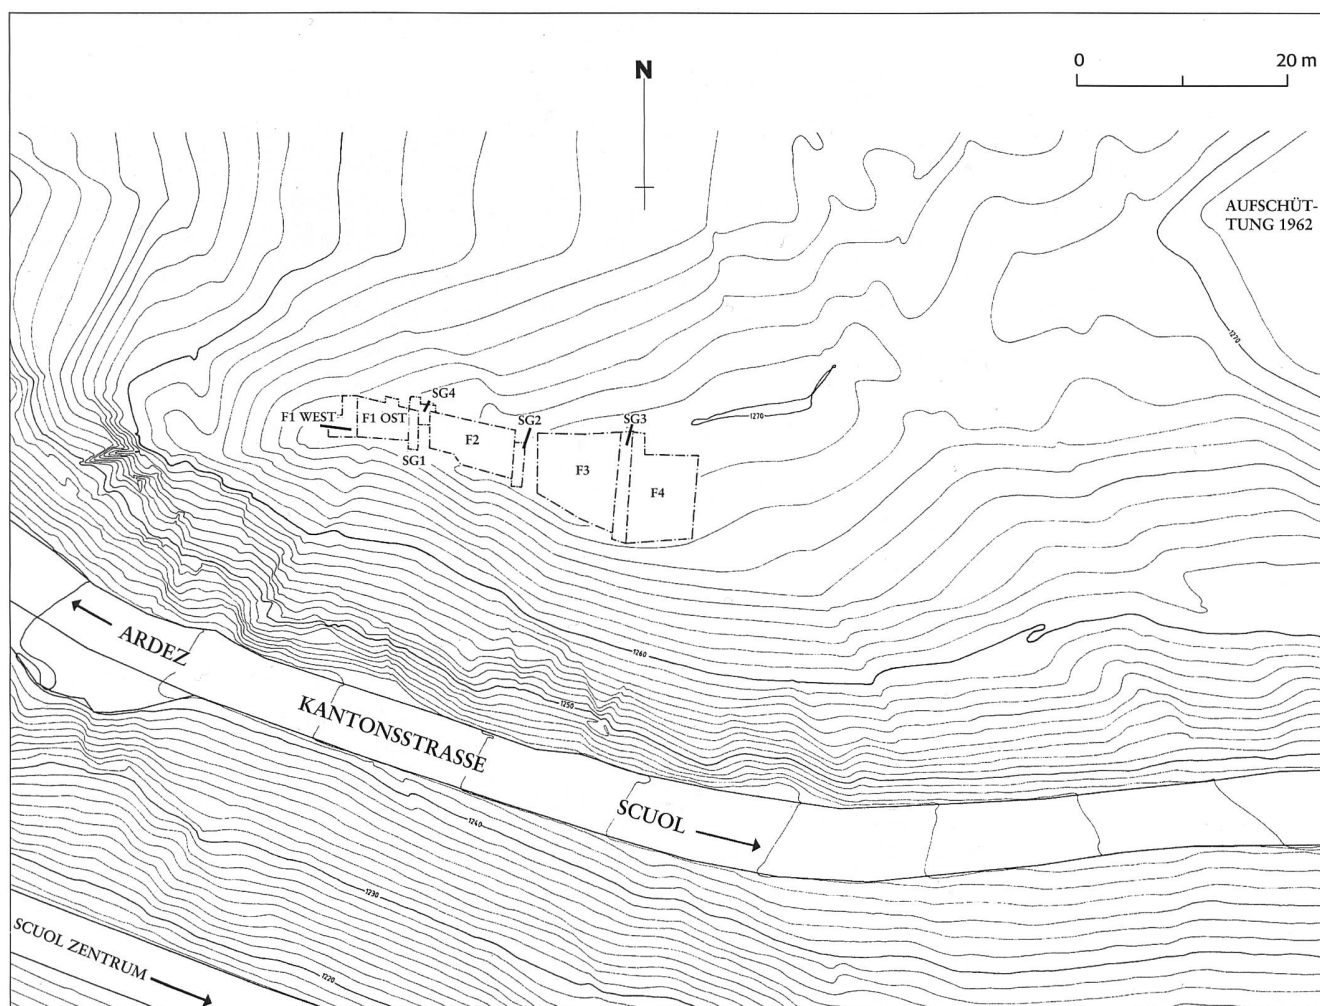 N
0 20 m
AUFSCHÜT-
TUNG 1962
1270
1270
SG4
F1 WEST
F1 OST
SG2
SG3
F2
SG1
F3
F4
ARDEZ
1260
KANTONSSTRASSE
1250
SCUOL
1240
1230
SCUOL ZENTRUM
1220